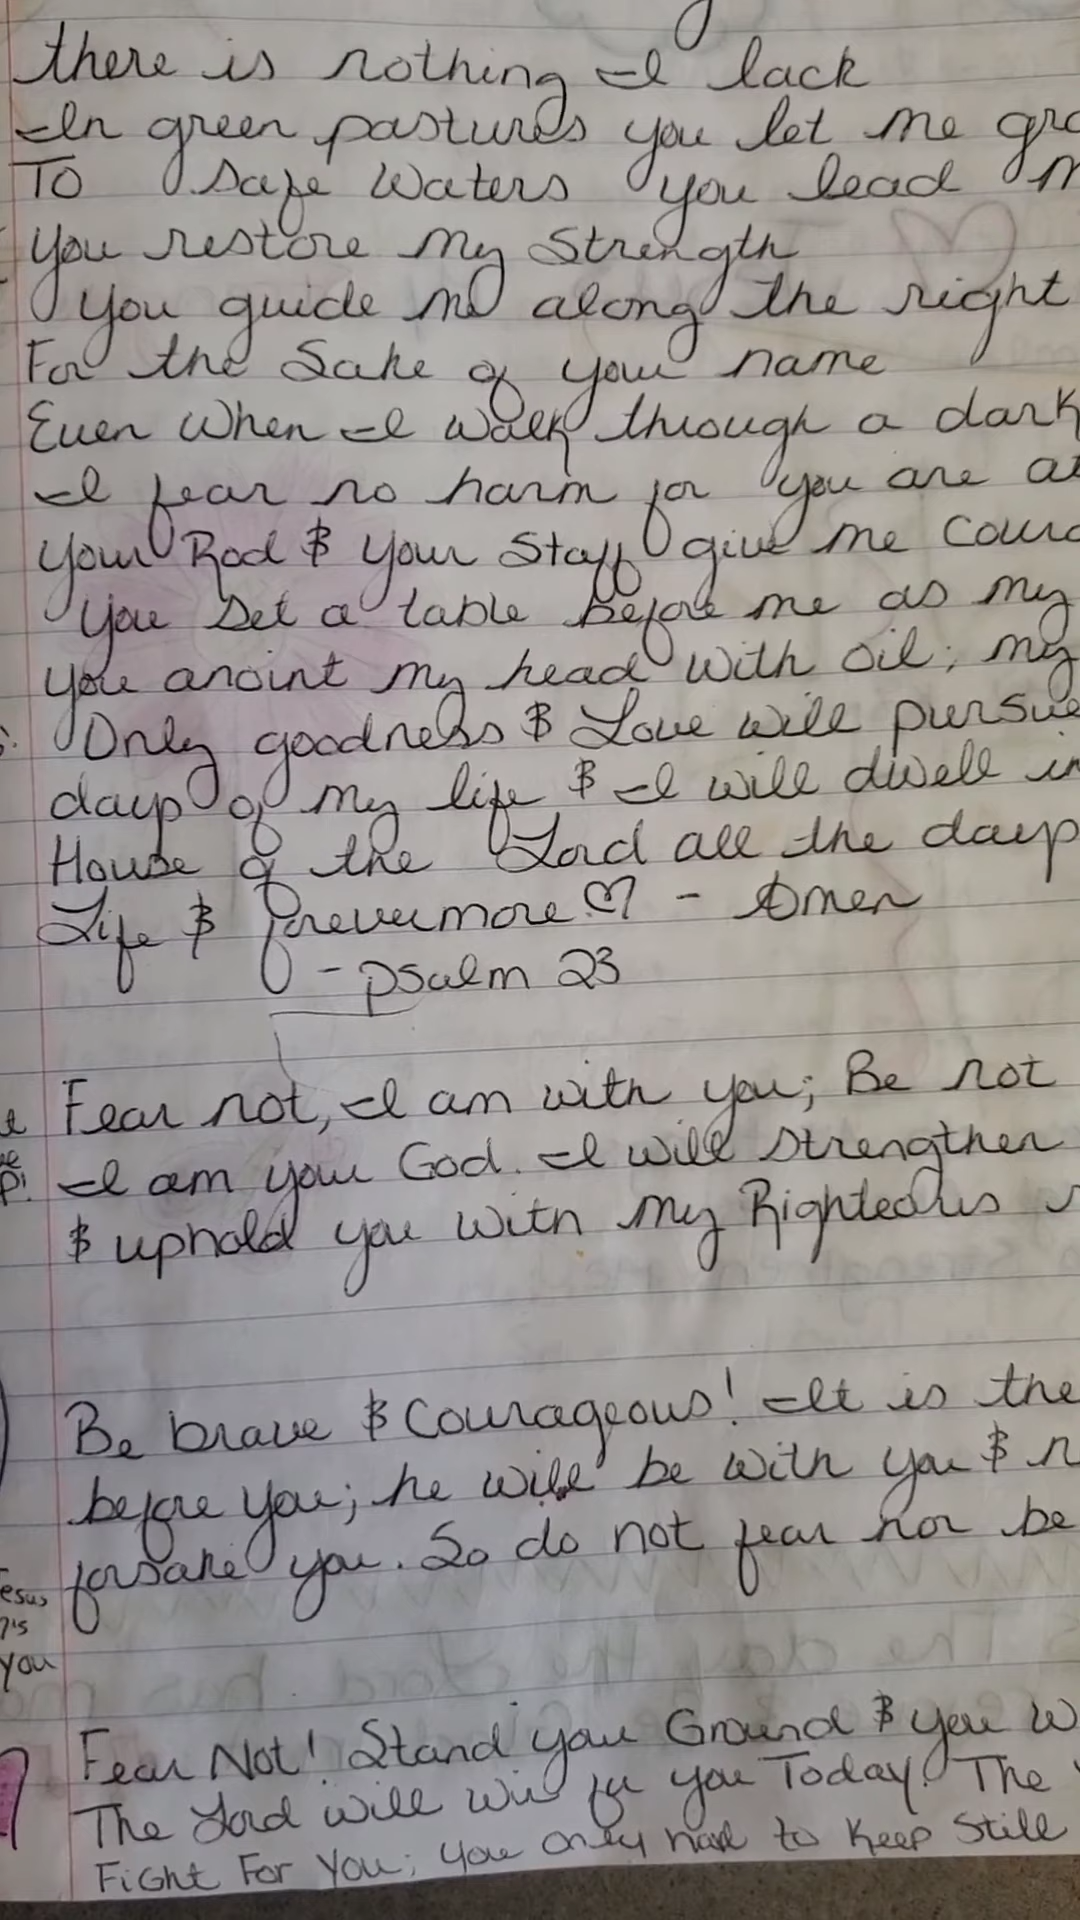 there is nothing I lack
In green pastures you let me gra
To safe waters you lead m
you restore my strength
you guide me along the right
For the Sake of your name
Even When I walk through a dark
I fear no harm for you are at
your Rod & your Staff give me coura
you set a table before me as my
you anoint my head with oil; my
Only goodness & Love will pursue
days of my life & I will dwell in
House of the Lord all the days
Life & forevermore ♡ - Amen
- psalm 23
Fear not, I am with you; Be not
I am your God. I will strengthen
& uphold you with my Righteous
Be brave & Courageous! It is the
before you; he will be with you & n
forsake you. So do not fear nor be
esus
you
Fear Not! Stand your Ground & you w
The Lord will win for you Today. The
Fight For You; you only need to Keep Still